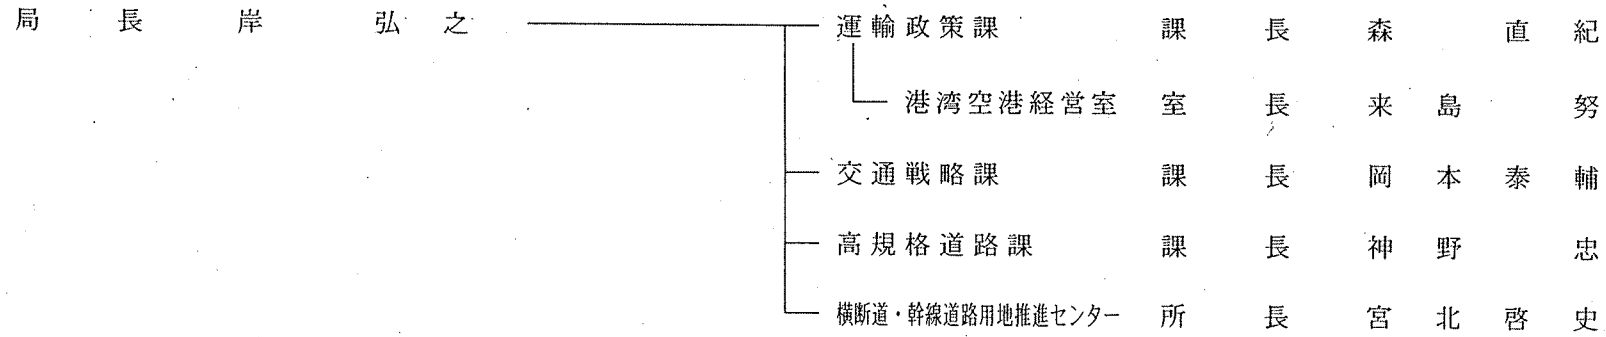 局長 岸 弘之 運輸政策課 課長 森 直紀
港湾空港経営室 室長 来島 努
交通戦略課 課長 岡本泰輔
高規格道路課 課長 神野 忠
横断道・幹線道路用地推進センター 所長 宮北啓史